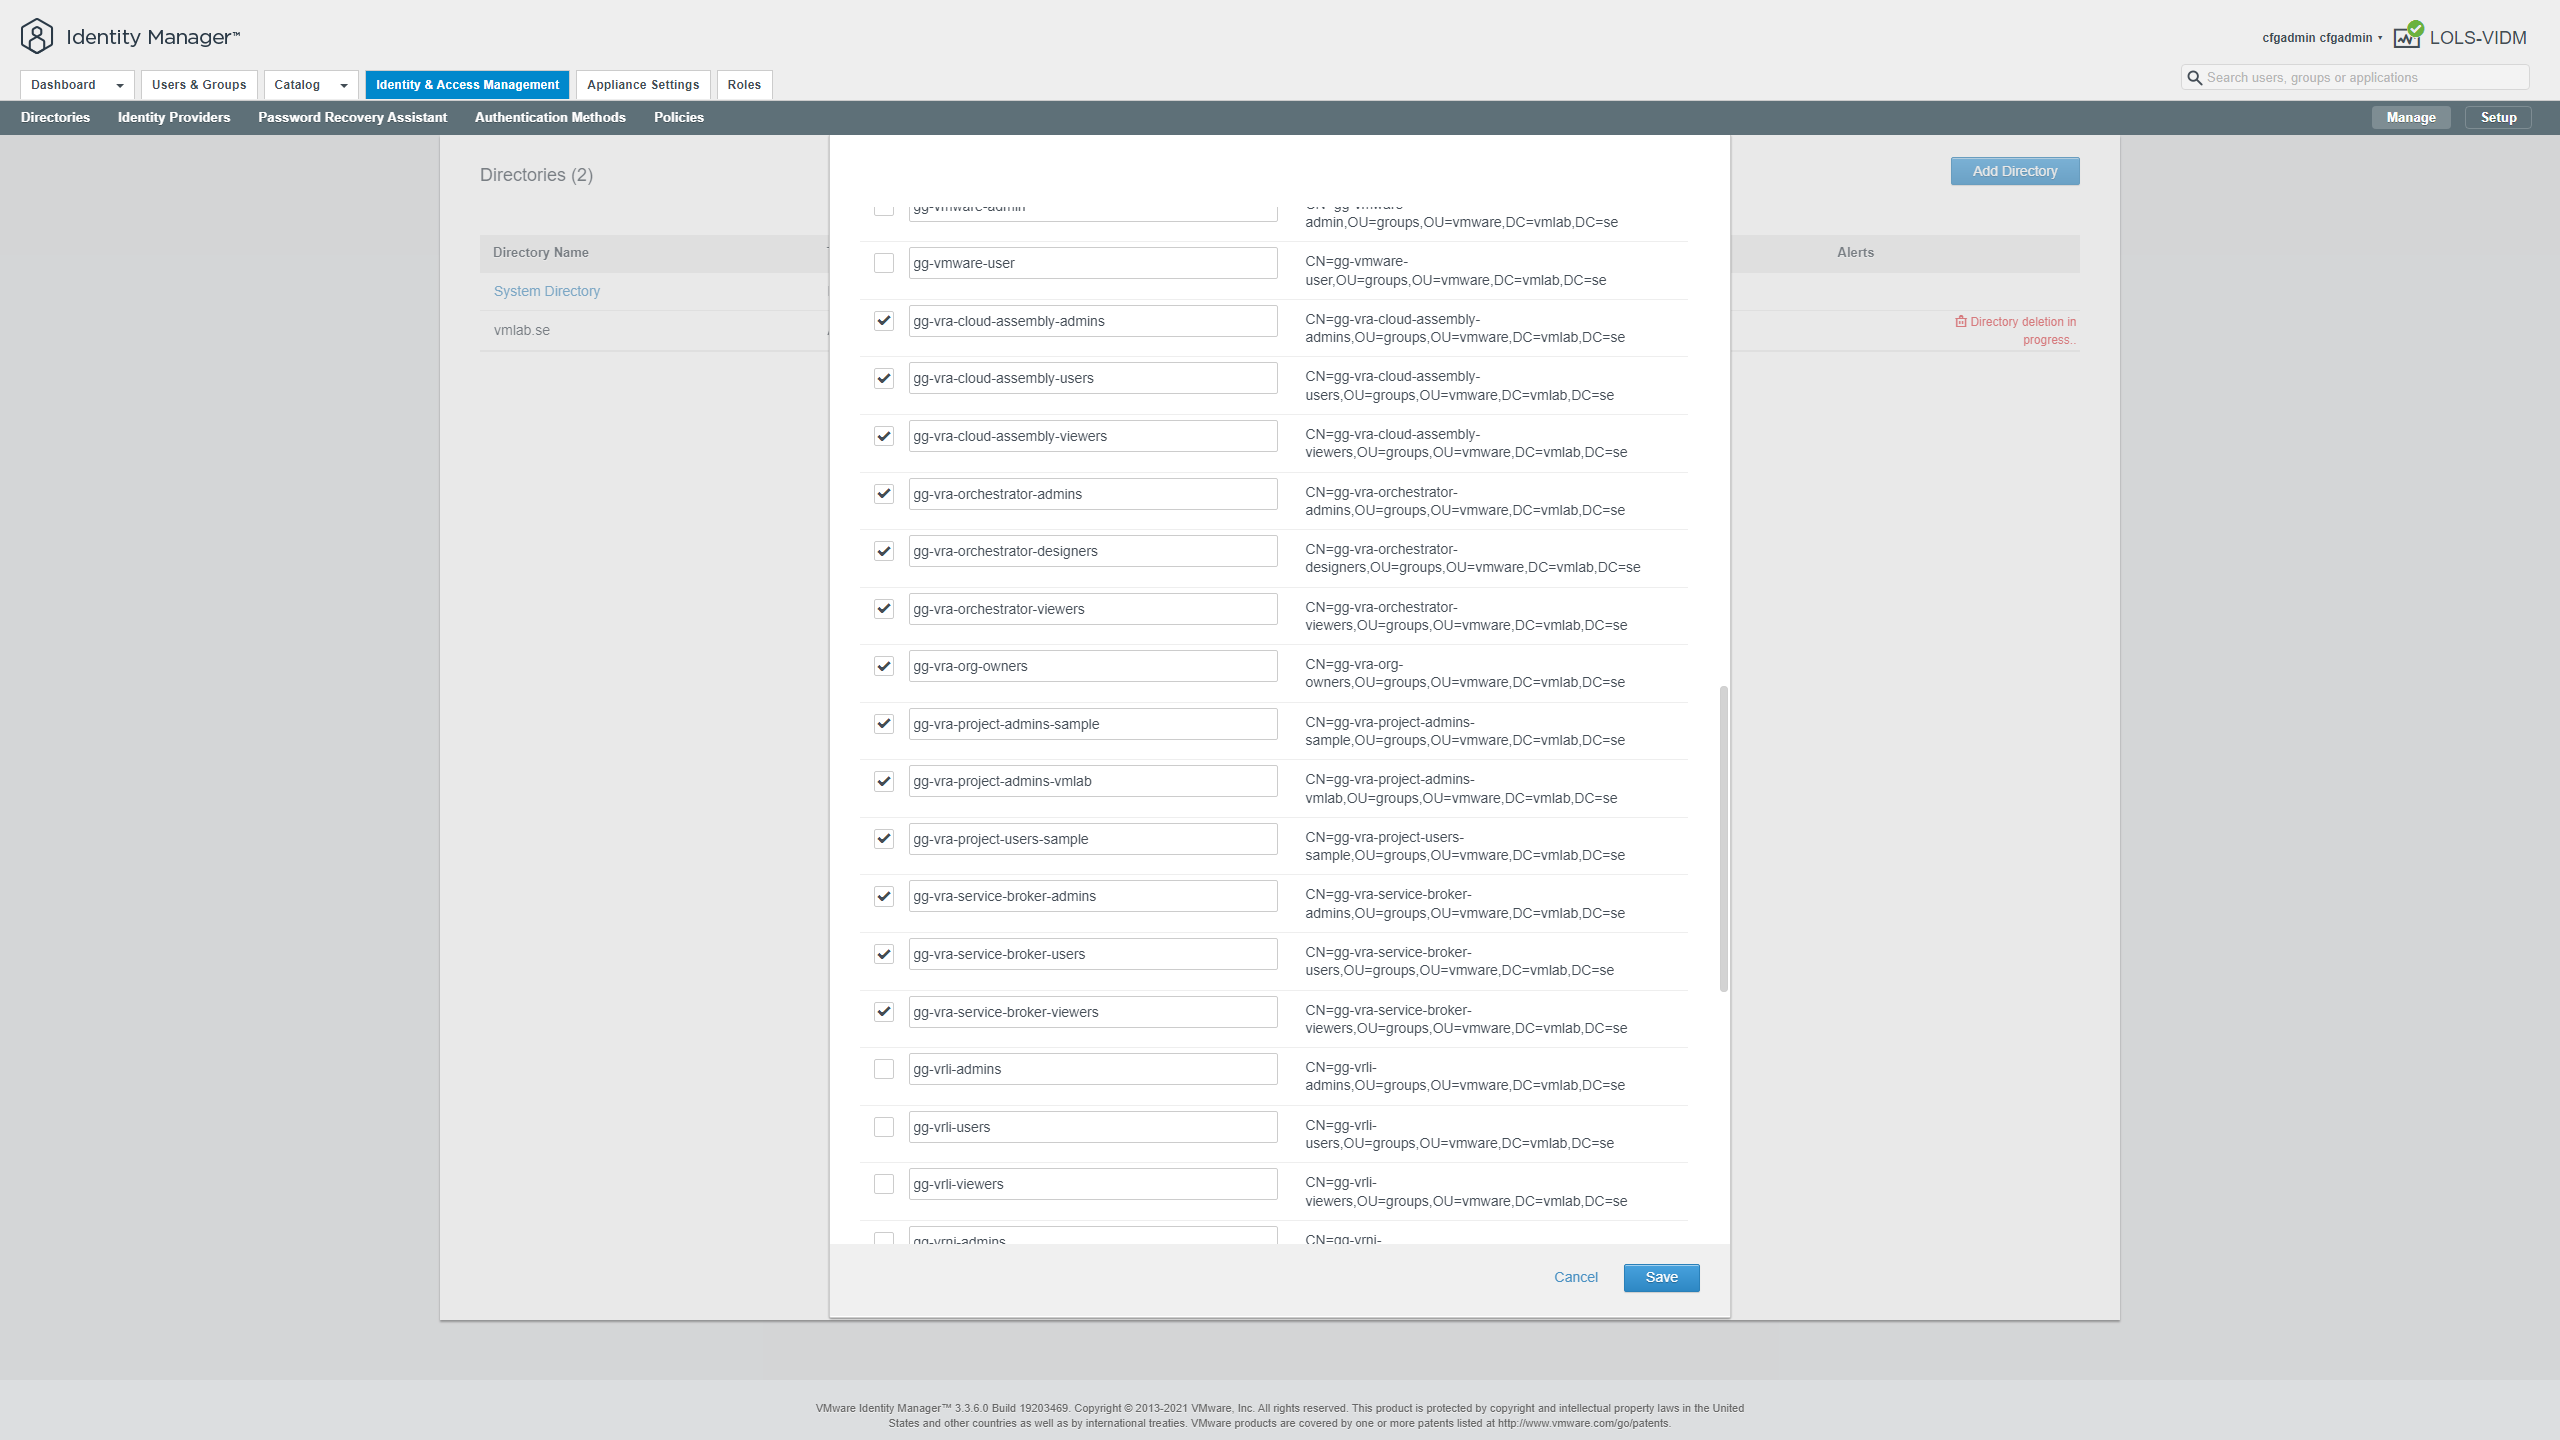 Identity Manager™
cfgadmin cfgadmin
LOLS-VIDM
Dashboard
Users & Groups
Catalog
Identity & Access Management
Appliance Settings
Roles
Search users, groups or applications
Directories
Identity Providers
Password Recovery Assistant
Authentication Methods
Policies
Manage
Setup
Directories (2)
Add Directory
Directory Name
Alerts
System Directory
vmlab.se
Directory deletion in
progress..
gg-vmware-admin
CN=gg-vmware-
admin,OU=groups,OU=vmware,DC=vmlab,DC=se
gg-vmware-user
CN=gg-vmware-
user,OU=groups,OU=vmware,DC=vmlab,DC=se
gg-vra-cloud-assembly-admins
CN=gg-vra-cloud-assembly-
admins,OU=groups,OU=vmware,DC=vmlab,DC=se
gg-vra-cloud-assembly-users
CN=gg-vra-cloud-assembly-
users,OU=groups,OU=vmware,DC=vmlab,DC=se
gg-vra-cloud-assembly-viewers
CN=gg-vra-cloud-assembly-
viewers,OU=groups,OU=vmware,DC=vmlab,DC=se
gg-vra-orchestrator-admins
CN=gg-vra-orchestrator-
admins,OU=groups,OU=vmware,DC=vmlab,DC=se
gg-vra-orchestrator-designers
CN=gg-vra-orchestrator-
designers,OU=groups,OU=vmware,DC=vmlab,DC=se
gg-vra-orchestrator-viewers
CN=gg-vra-orchestrator-
viewers,OU=groups,OU=vmware,DC=vmlab,DC=se
gg-vra-org-owners
CN=gg-vra-org-
owners,OU=groups,OU=vmware,DC=vmlab,DC=se
gg-vra-project-admins-sample
CN=gg-vra-project-admins-
sample,OU=groups,OU=vmware,DC=vmlab,DC=se
gg-vra-project-admins-vmlab
CN=gg-vra-project-admins-
vmlab,OU=groups,OU=vmware,DC=vmlab,DC=se
gg-vra-project-users-sample
CN=gg-vra-project-users-
sample,OU=groups,OU=vmware,DC=vmlab,DC=se
gg-vra-service-broker-admins
CN=gg-vra-service-broker-
admins,OU=groups,OU=vmware,DC=vmlab,DC=se
gg-vra-service-broker-users
CN=gg-vra-service-broker-
users,OU=groups,OU=vmware,DC=vmlab,DC=se
gg-vra-service-broker-viewers
CN=gg-vra-service-broker-
viewers,OU=groups,OU=vmware,DC=vmlab,DC=se
gg-vrli-admins
CN=gg-vrli-
admins,OU=groups,OU=vmware,DC=vmlab,DC=se
gg-vrli-users
CN=gg-vrli-
users,OU=groups,OU=vmware,DC=vmlab,DC=se
gg-vrli-viewers
CN=gg-vrli-
viewers,OU=groups,OU=vmware,DC=vmlab,DC=se
gg-vrni-admins
CN=gg-vrni-
Cancel
Save
VMware Identity Manager™ 3.3.6.0 Build 19203469. Copyright © 2013-2021 VMware, Inc. All rights reserved. This product is protected by copyright and intellectual property laws in the United
States and other countries as well as by international treaties. VMware products are covered by one or more patents listed at http://www.vmware.com/go/patents.